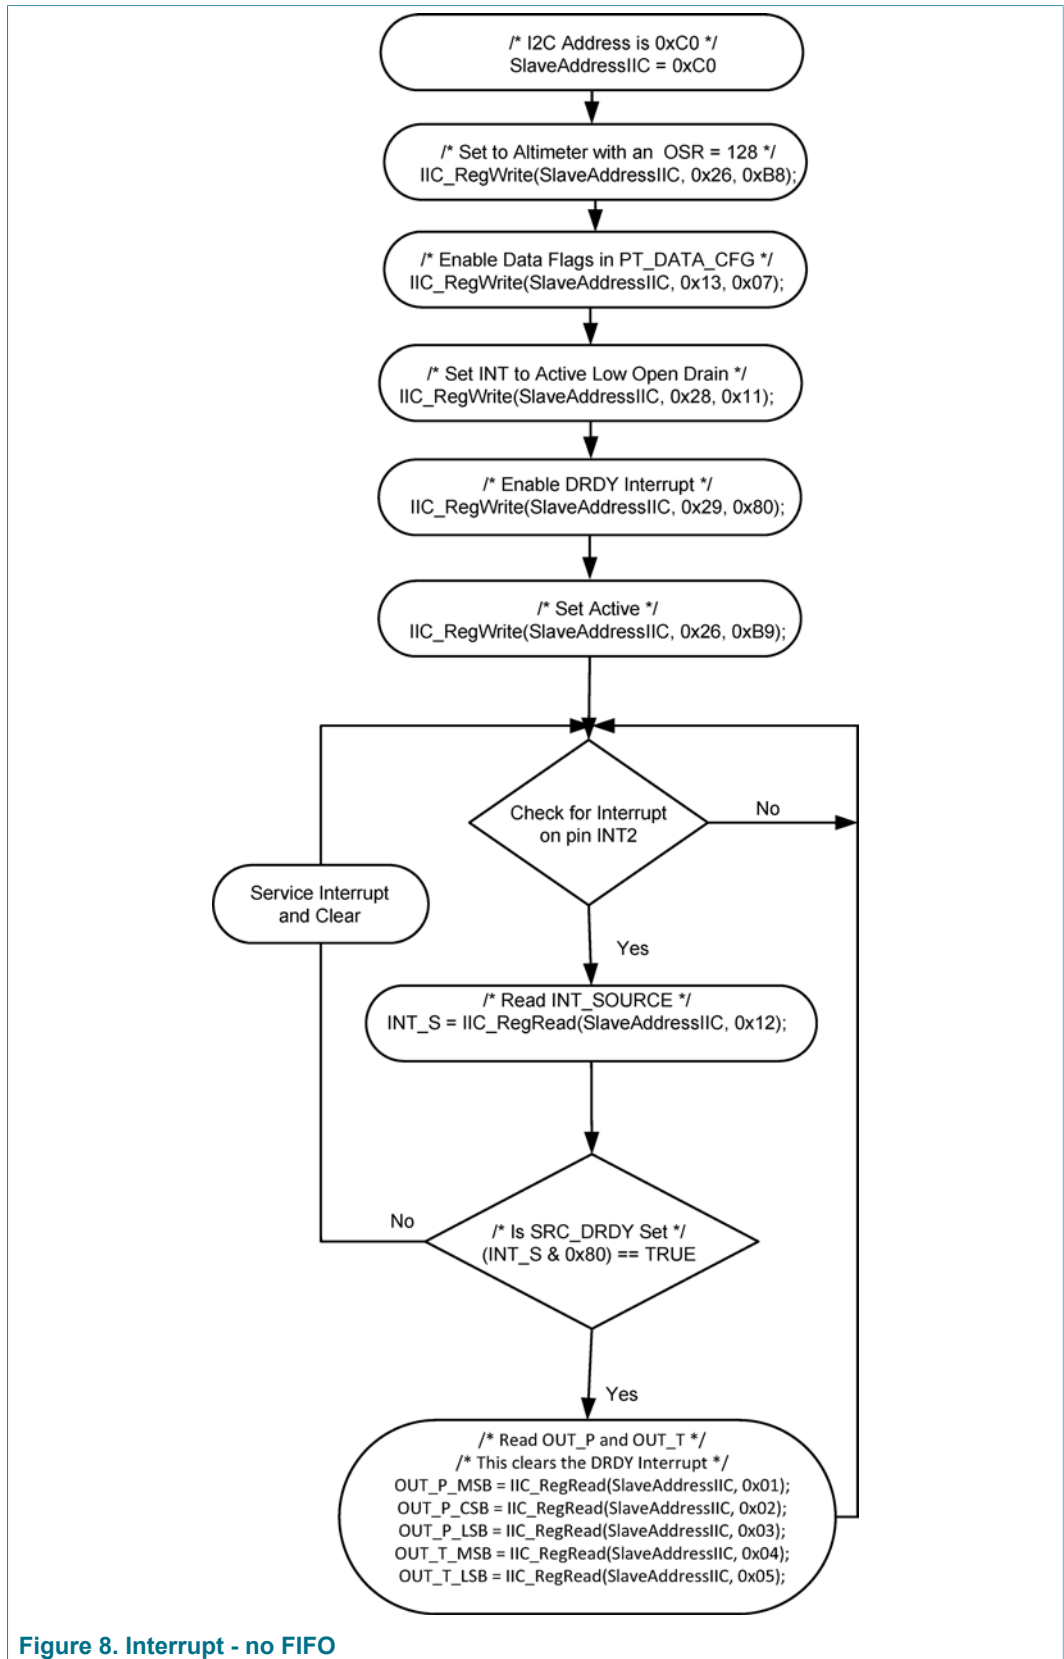 /* I2C Address is 0xC0 */
SlaveAddressIIC = 0xC0
/* Set to Altimeter with an OSR = 128 */
IIC_RegWrite(SlaveAddressIIC, 0x26, 0xB8);
/* Enable Data Flags in PT_DATA_CFG */
IIC_RegWrite(SlaveAddressIIC, 0x13, 0x07);
/* Set INT to Active Low Open Drain */
IIC_RegWrite(SlaveAddressIIC, 0x28, 0x11);
/* Enable DRDY Interrupt */
IIC_RegWrite(SlaveAddressIIC, 0x29, 0x80);
/* Set Active */
IIC_RegWrite(SlaveAddressIIC, 0x26, 0xB9);
Check for Interrupt
on pin INT2
No
Service Interrupt
and Clear
Yes
/* Read INT_SOURCE */
INT_S = IIC_RegRead(SlaveAddressIIC, 0x12);
No
/* Is SRC_DRDY Set */
(INT_S & 0x80) == TRUE
Yes
/* Read OUT_P and OUT_T */
/* This clears the DRDY Interrupt */
OUT_P_MSB = IIC_RegRead(SlaveAddressIIC, 0x01);
OUT_P_CSB = IIC_RegRead(SlaveAddressIIC, 0x02);
OUT_P_LSB = IIC_RegRead(SlaveAddressIIC, 0x03);
OUT_T_MSB = IIC_RegRead(SlaveAddressIIC, 0x04);
OUT_T_LSB = IIC_RegRead(SlaveAddressIIC, 0x05);
Figure 8. Interrupt - no FIFO